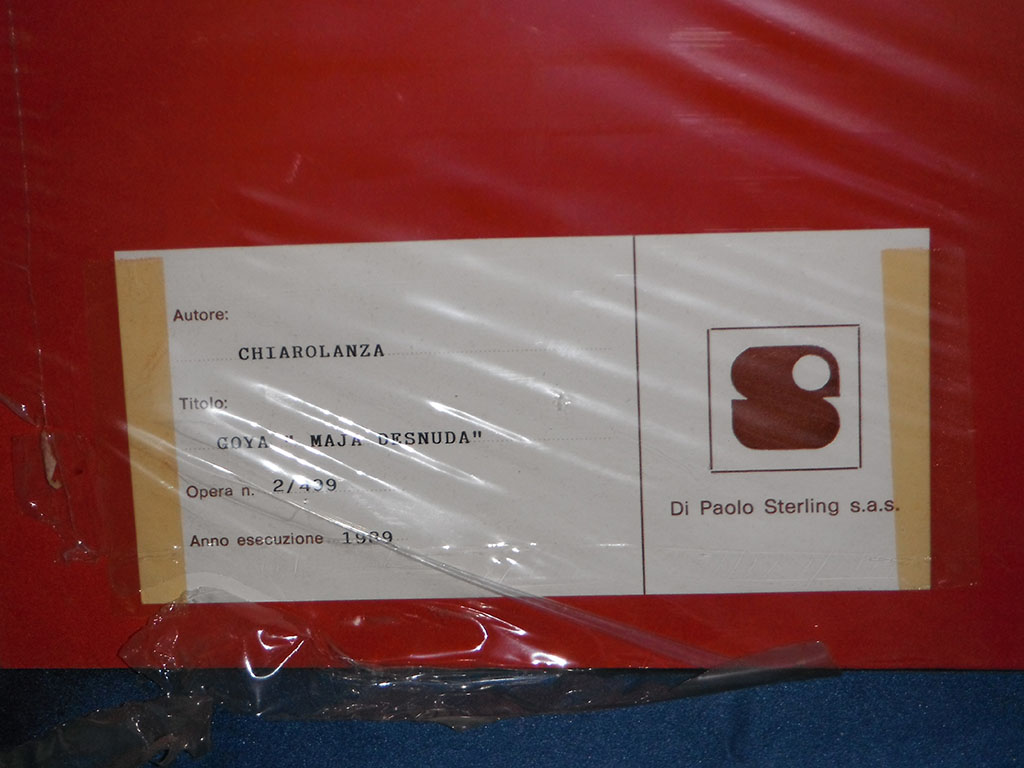 Autore:
CHIAROLANZA
Titolo:
GOYA " MAJA DESNUDA"
Opera n. 2/499
Anno esecuzione 1989
Di Paolo Sterling s.a.s.